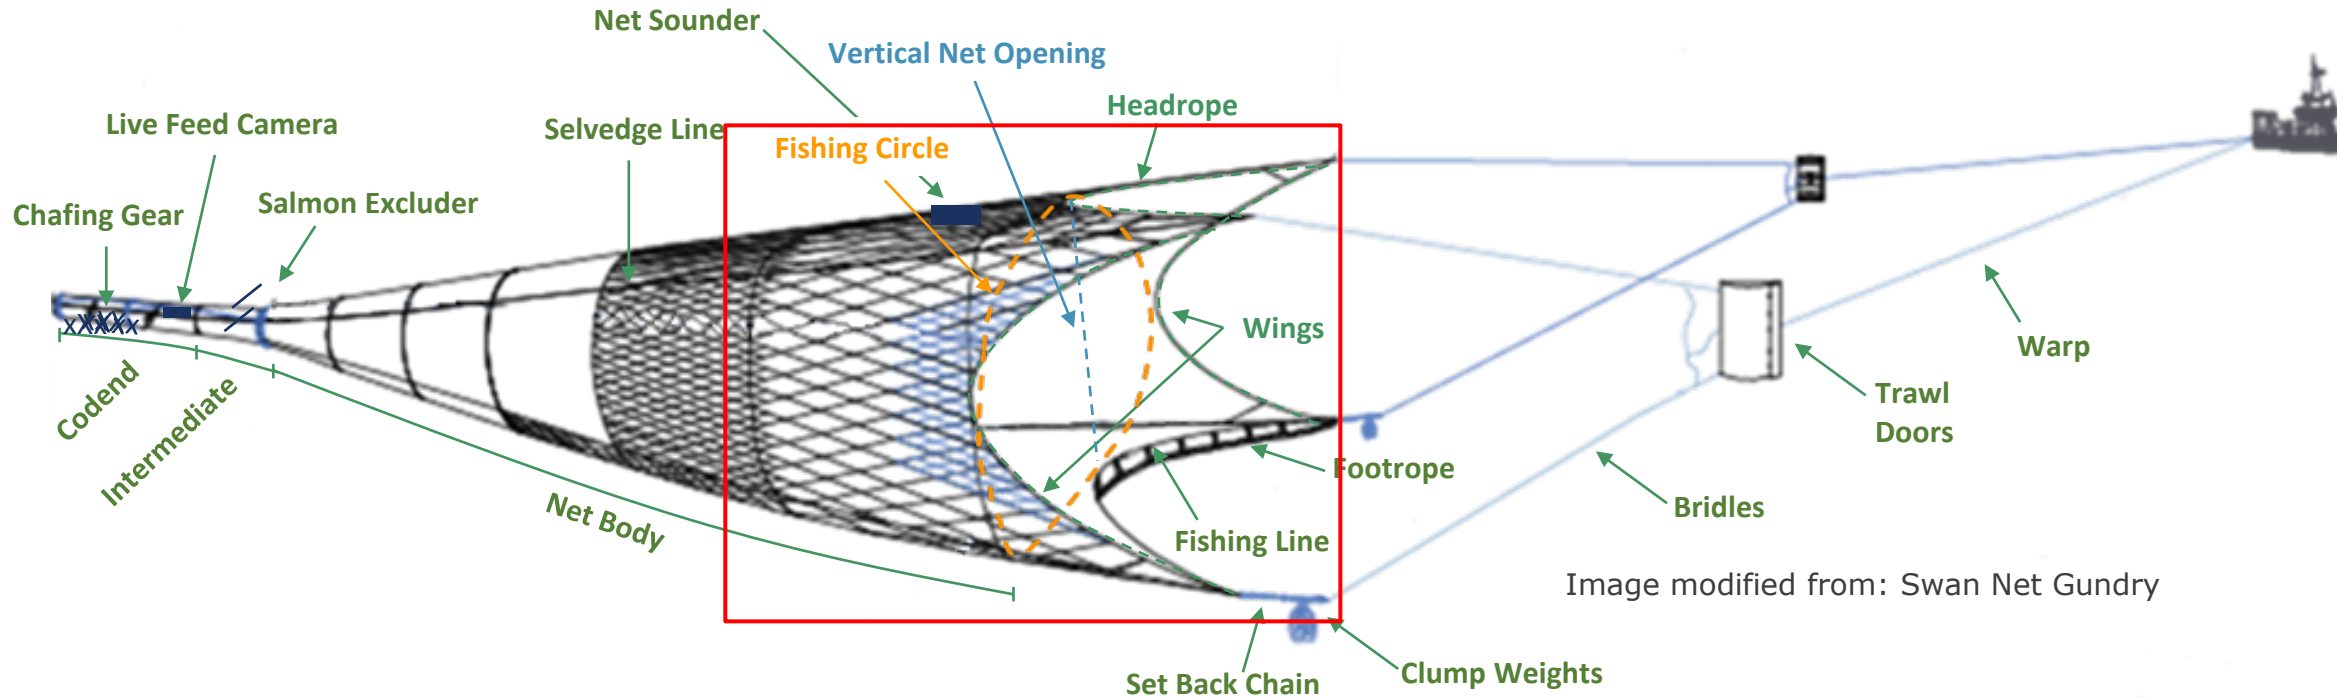 Net Sounder
Vertical Net Opening
Headrope
Live Feed Camera
Selvedge Line
Fishing Circle
Chafing Gear
Salmon Excluder
Wings
Warp
Trawl
Doors
Codend
Intermediate
Footrope
Net Body
Bridles
Fishing Line
Image modified from: Swan Net Gundry
Set Back Chain
Clump Weights